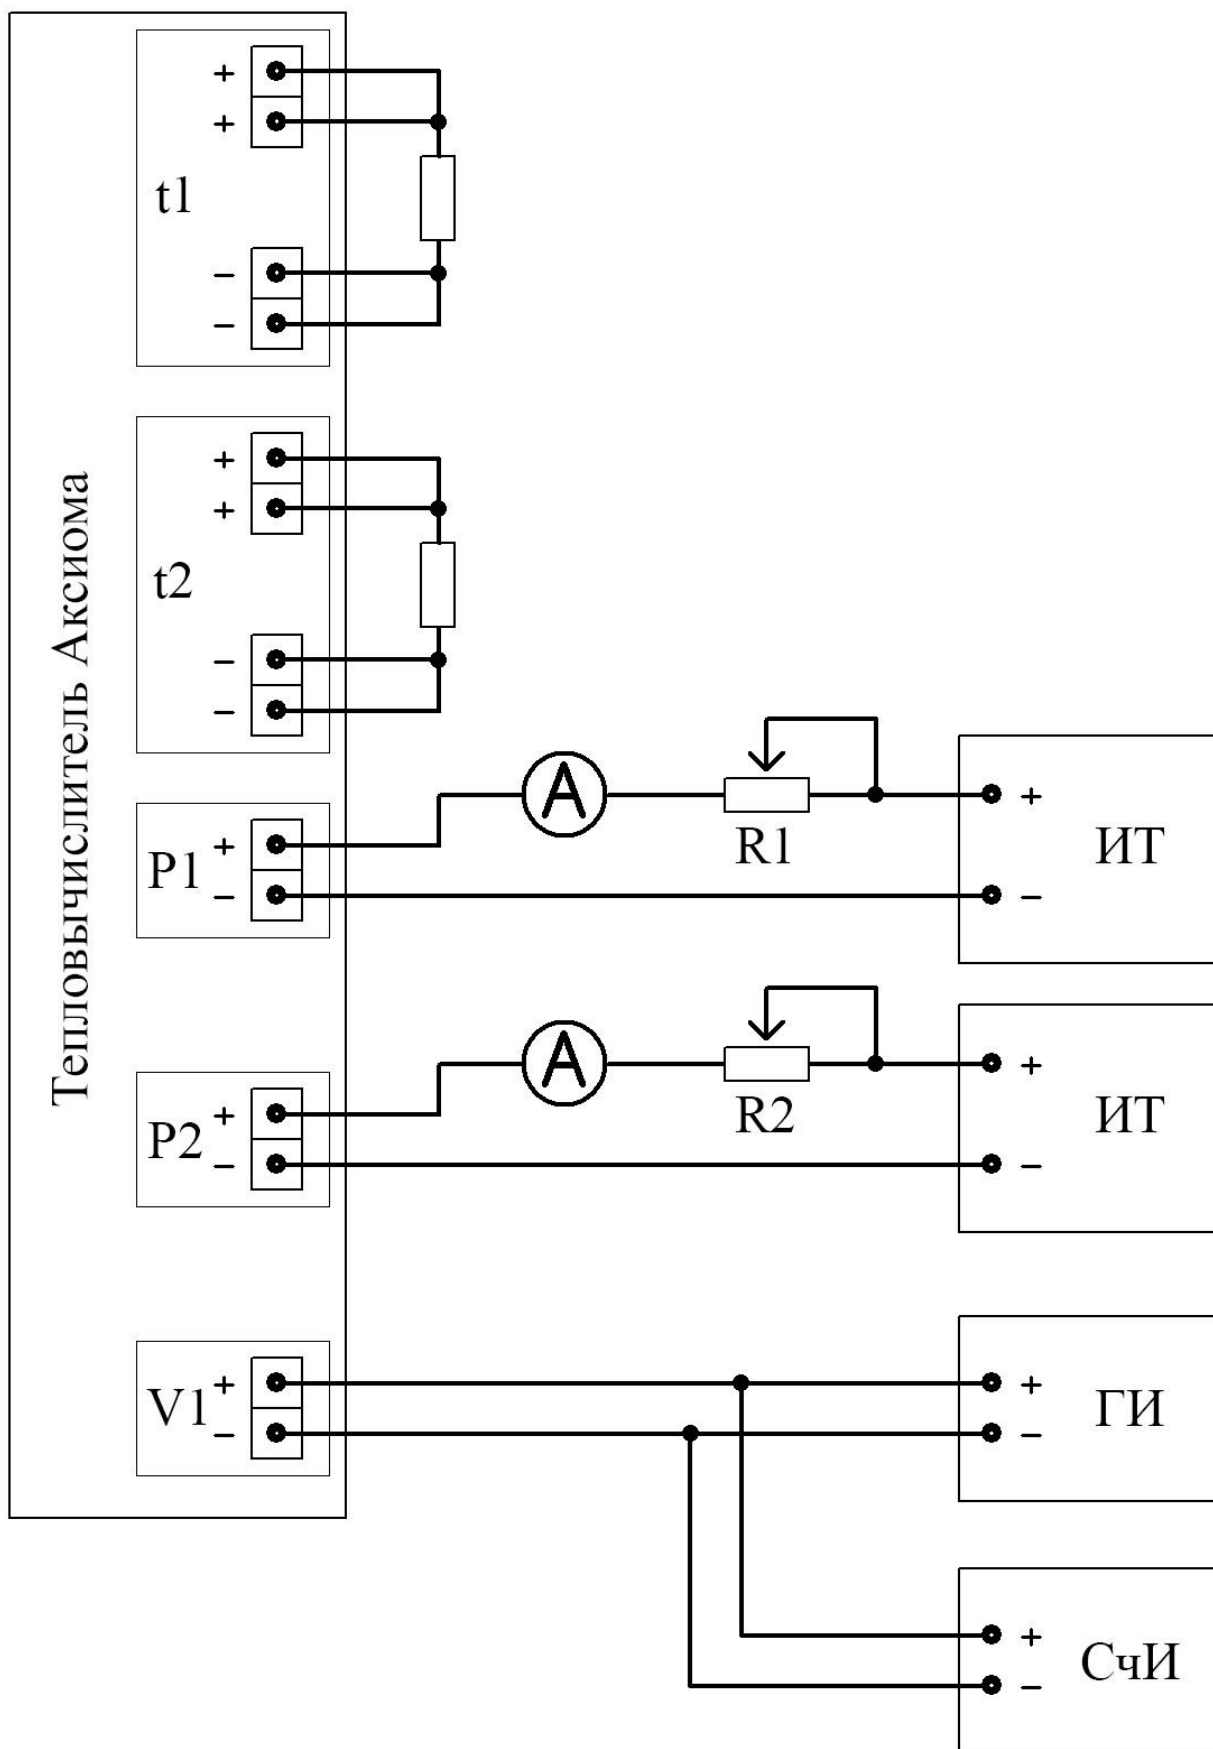 +
+
t1
–
–
+
+
t2
–
–
Тепловычислитель Аксиома
A
R1
+
ИТ
–
P1
+
–
A
R2
+
ИТ
–
P2
+
–
V1
+
–
+
ГИ
–
+
СчИ
–